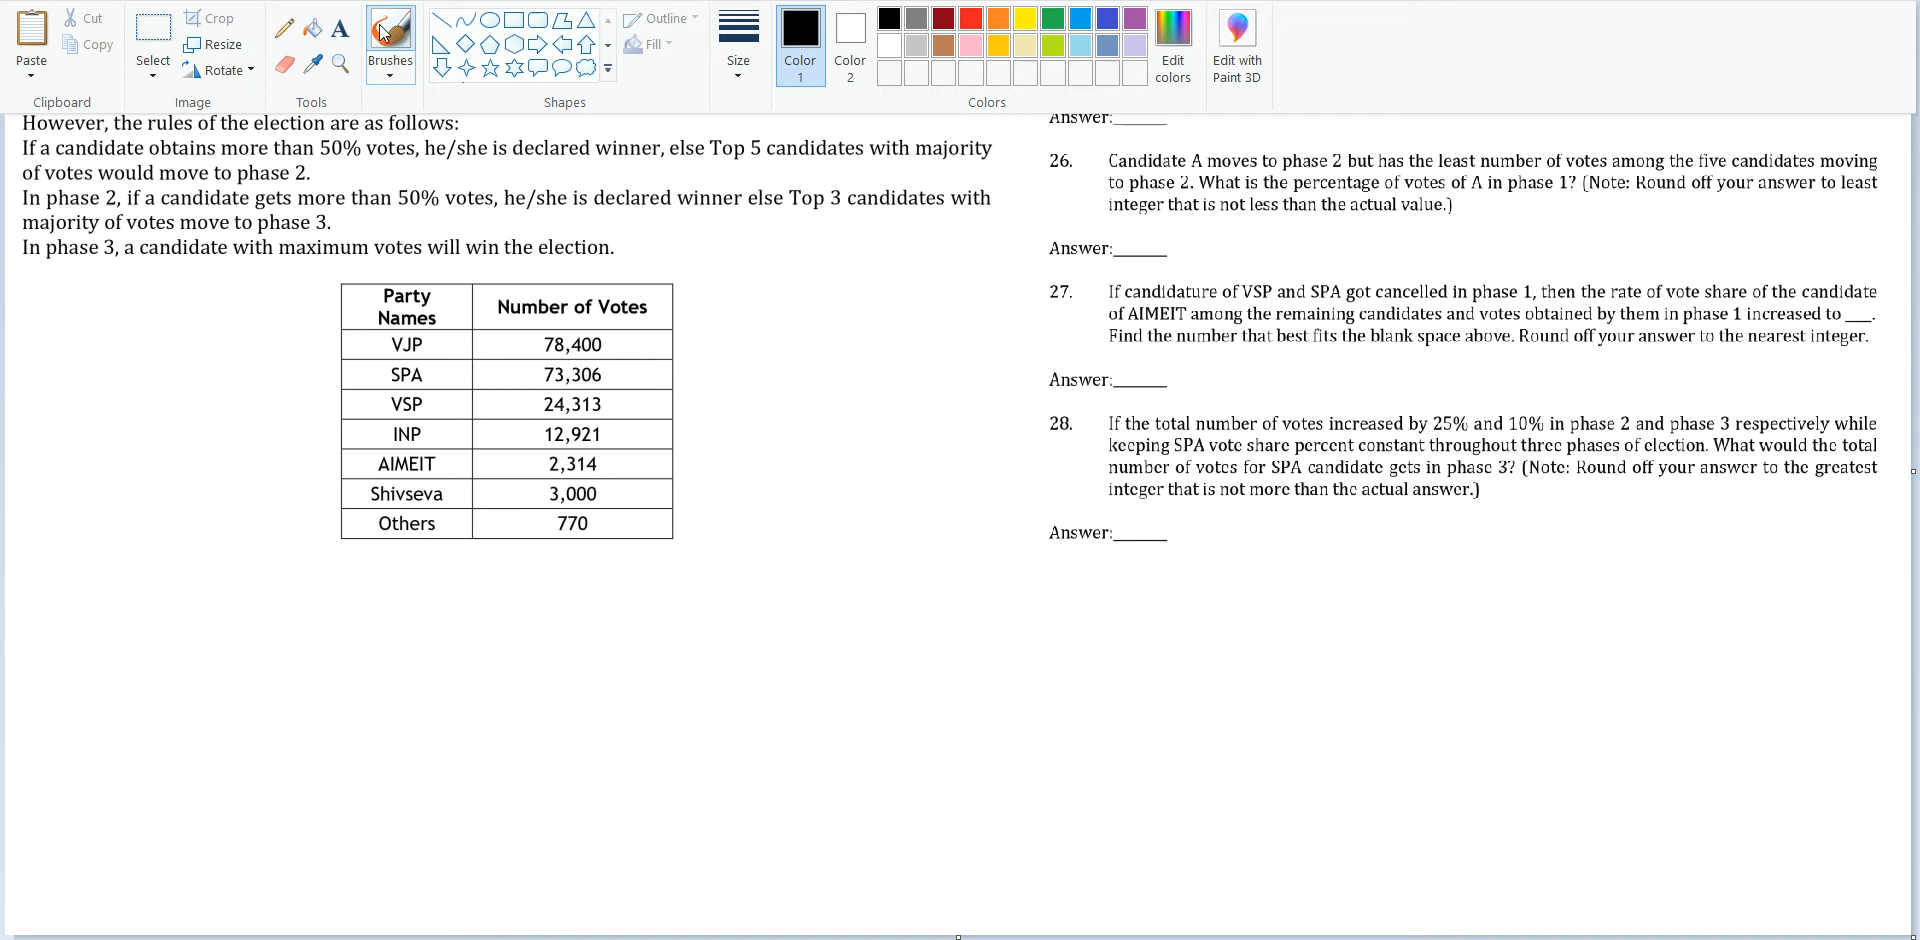 Paste
Cut
Copy
Clipboard
Select
Crop
Resize
Rotate
Image
A
Tools
Brushes
Outline
Fill
Shapes
Size
Color
1
Color
2
Edit
colors
Colors
Edit with
Paint 3D
However, the rules of the election are as follows:
If a candidate obtains more than 50% votes, he/she is declared winner, else Top 5 candidates with majority
of votes would move to phase 2.
In phase 2, if a candidate gets more than 50% votes, he/she is declared winner else Top 3 candidates with
majority of votes move to phase 3.
In phase 3, a candidate with maximum votes will win the election.
Party Names Number of Votes
VJP 78,400
SPA 73,306
VSP 24,313
INP 12,921
AIMEIT 2,314
Shivseva 3,000
Others 770
Answer:______
26. Candidate A moves to phase 2 but has the least number of votes among the five candidates moving
to phase 2. What is the percentage of votes of A in phase 1? (Note: Round off your answer to least
integer that is not less than the actual value.)
Answer:______
27. If candidature of VSP and SPA got cancelled in phase 1, then the rate of vote share of the candidate
of AIMEIT among the remaining candidates and votes obtained by them in phase 1 increased to ___.
Find the number that best fits the blank space above. Round off your answer to the nearest integer.
Answer:______
28. If the total number of votes increased by 25% and 10% in phase 2 and phase 3 respectively while
keeping SPA vote share percent constant throughout three phases of election. What would the total
number of votes for SPA candidate gets in phase 3? (Note: Round off your answer to the greatest
integer that is not more than the actual answer.)
Answer:______